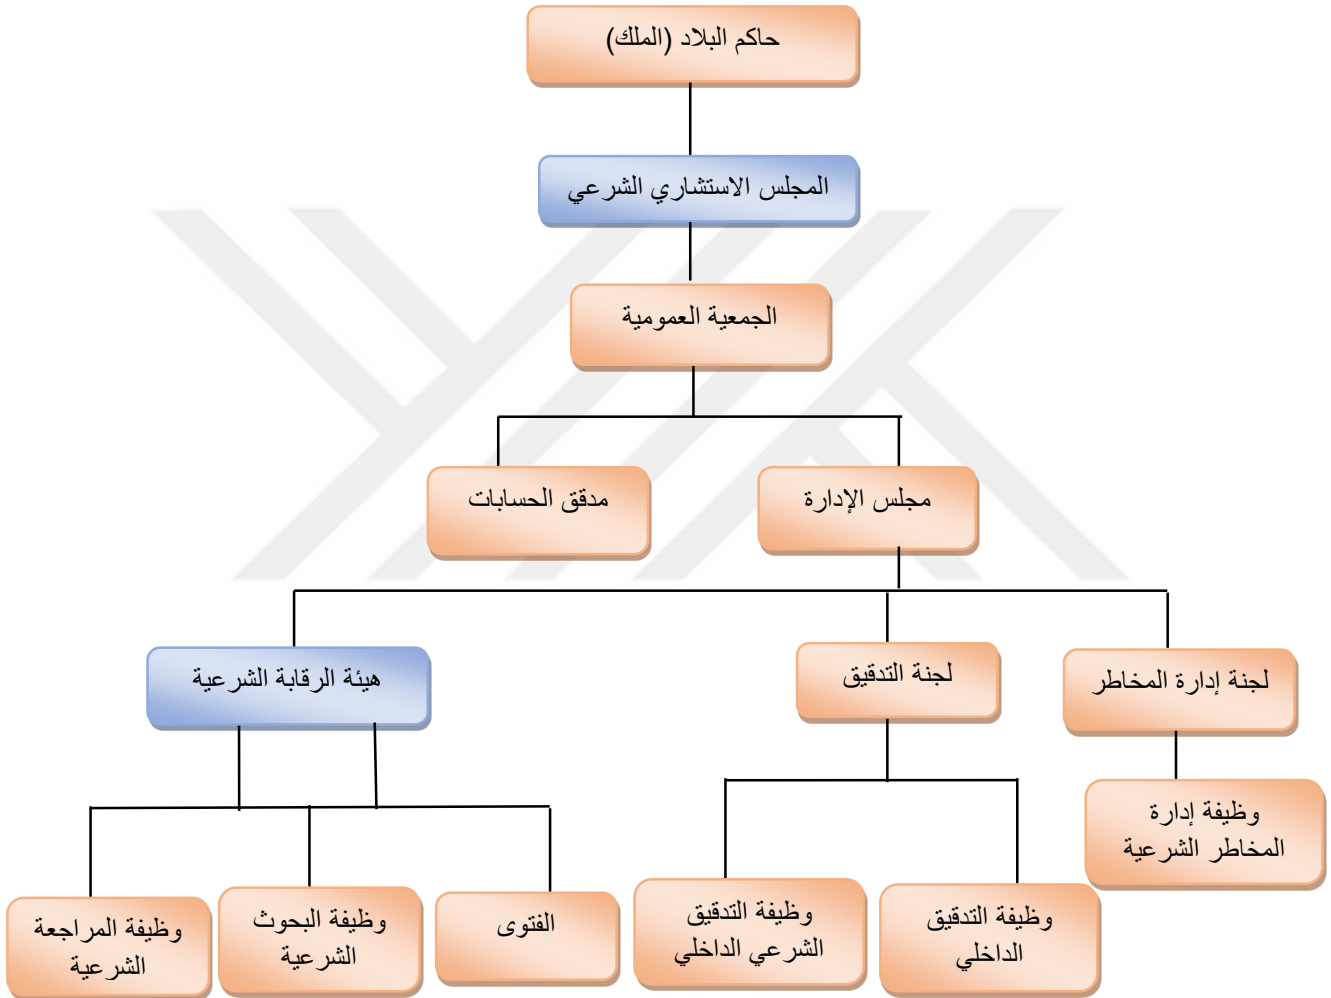 حاكم البلاد (الملك)
المجلس الاستشاري الشرعي
الجمعية العمومية
مجلس الإدارة
مدقق الحسابات
لجنة إدارة المخاطر
لجنة التدقيق
هيئة الرقابة الشرعية
وظيفة إدارة
المخاطر الشرعية
وظيفة التدقيق
الداخلي
وظيفة التدقيق
الشرعي الداخلي
الفتوى
وظيفة البحوث
الشرعية
وظيفة المراجعة
الشرعية